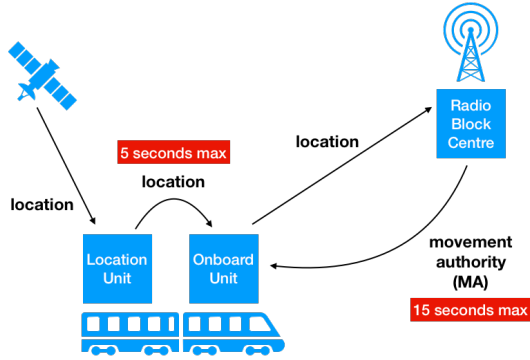 Radio
Block
Centre
5 seconds max
location
location
location
Location
Unit
Onboard
Unit
movement
authority
(MA)
15 seconds max